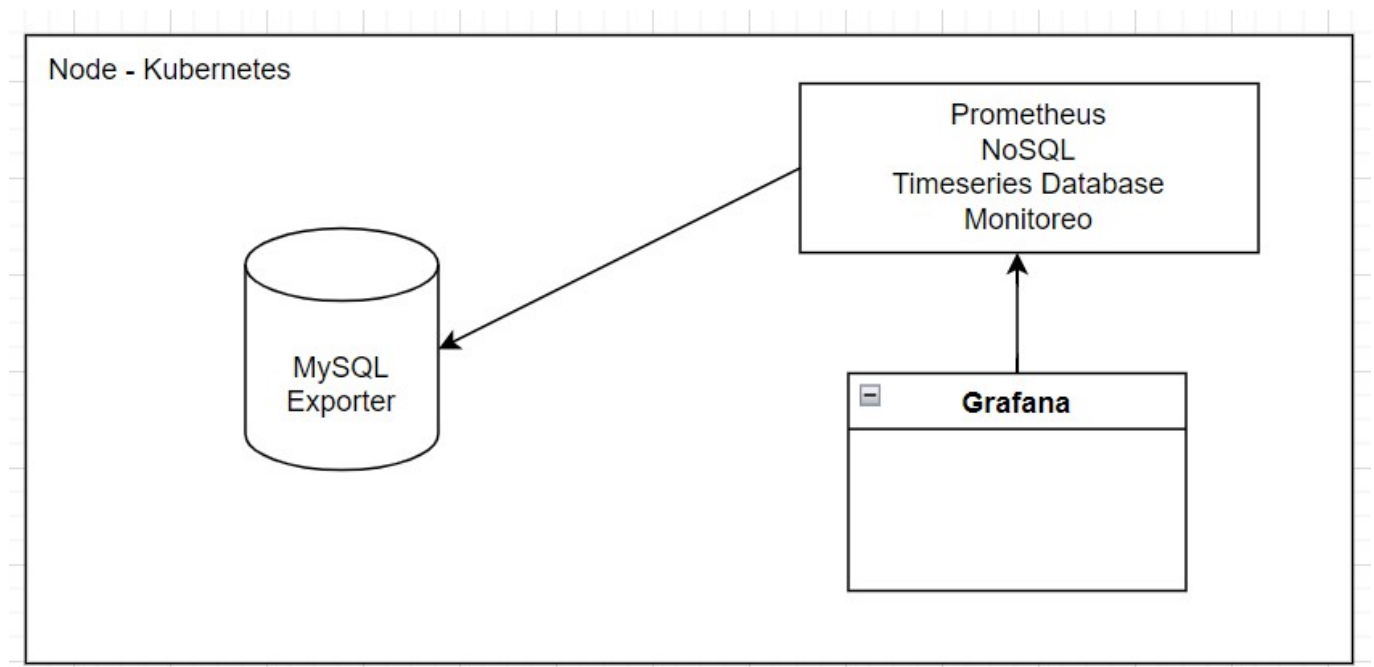 Node - Kubernetes
Prometheus
NoSQL
Timeseries Database
Monitoreo
MySQL
Exporter
Grafana